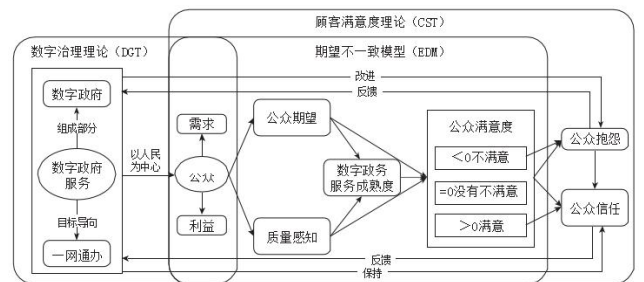 顾客满意度理论（CST）
数字治理理论（DGT）
期望不一致模型（EDM）
改进
反馈
数字政府
组成部分
数字政府
服务
目标导向
一网通办
以人民
为中心
需求
公众
利益
公众期望
数字政务
服务成熟度
质量感知
公众满意度
<0不满意
=0没有不满意
>0满意
公众抱怨
公众信任
反馈
保持